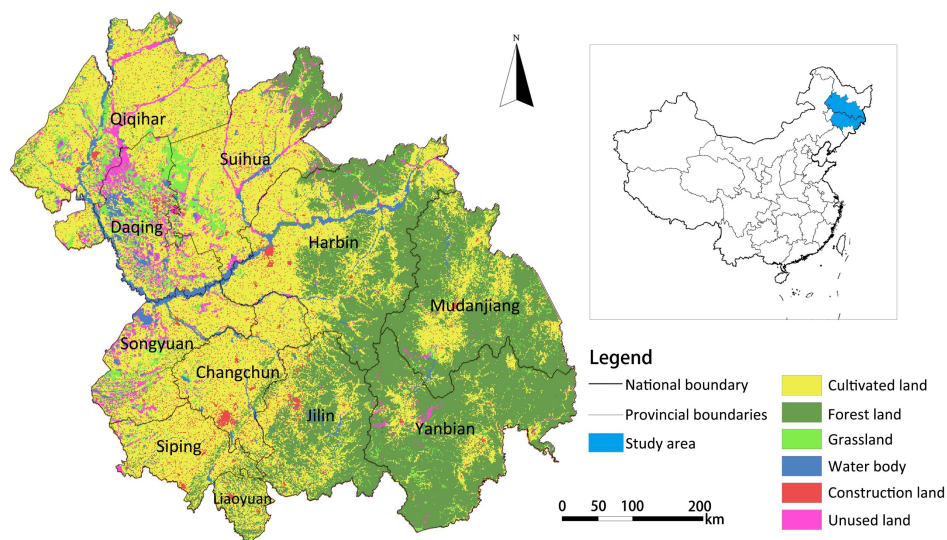 N
Qiqihar
Suihua
Daqing
Harbin
Mudanjiang
Songyuan
Changchun
Jilin
Yanbian
Siping
Liaoyuan
Legend
National boundary
Provincial boundaries
Study area
Cultivated land
Forest land
Grassland
Water body
Construction land
Unused land
0 50 100 200
km